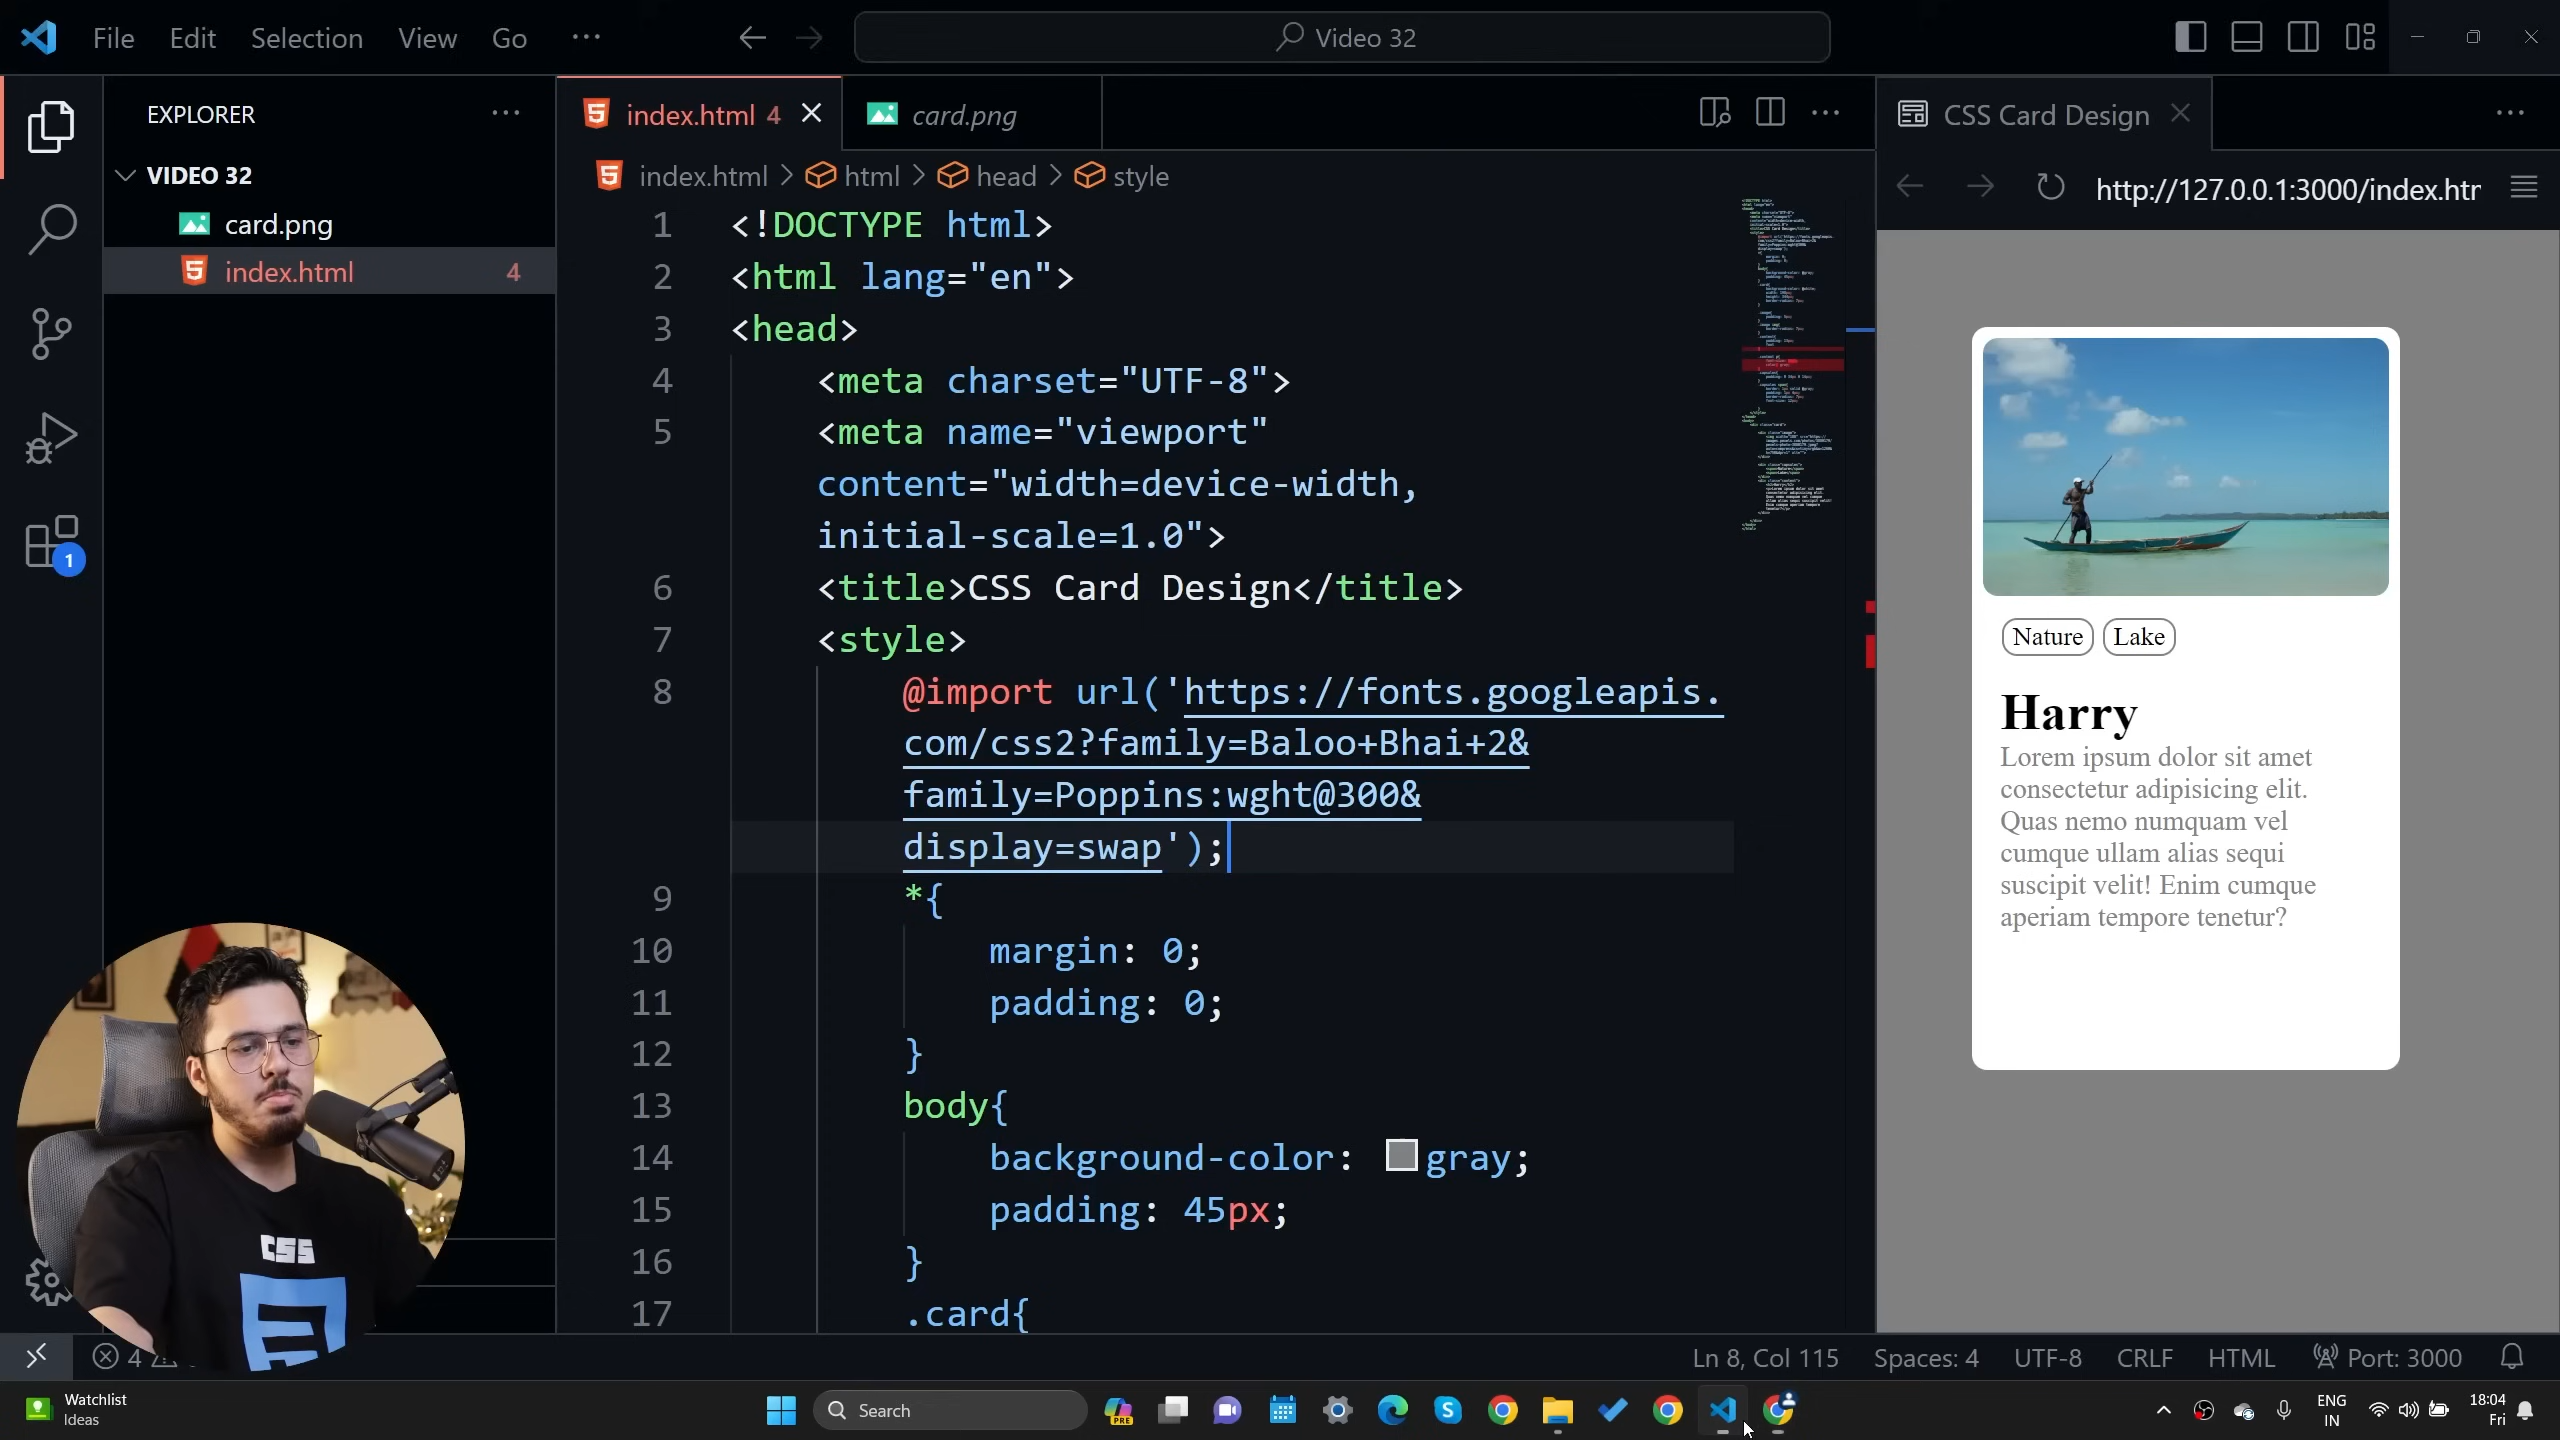 File Edit Selection View Go ···
Video 32
EXPLORER
VIDEO 32
card.png
index.html 4
1
index.html 4
card.png
index.html > html > head > style
1 <!DOCTYPE html>
2 <html lang="en">
3 <head>
4 <meta charset="UTF-8">
5 <meta name="viewport"
content="width=device-width,
initial-scale=1.0">
6 <title>CSS Card Design</title>
7 <style>
8 @import url('https://fonts.googleapis.
com/css2?family=Baloo+Bhai+2&
family=Poppins:wght@300&
display=swap');
9 *{
10 margin: 0;
11 padding: 0;
12 }
13 body{
14 background-color: gray;
15 padding: 45px;
16 }
17 .card{
CSS Card Design
http://127.0.0.1:3000/index.htr
Nature Lake
Harry
Lorem ipsum dolor sit amet
consectetur adipisicing elit.
Quas nemo numquam vel
cumque ullam alias sequi
suscipit velit! Enim cumque
aperiam tempore tenetur?
CSS
4
Ln 8, Col 115 Spaces: 4 UTF-8 CRLF HTML Port: 3000
Watchlist
Ideas
Search
PRE
ENG
IN
18:04
Fri